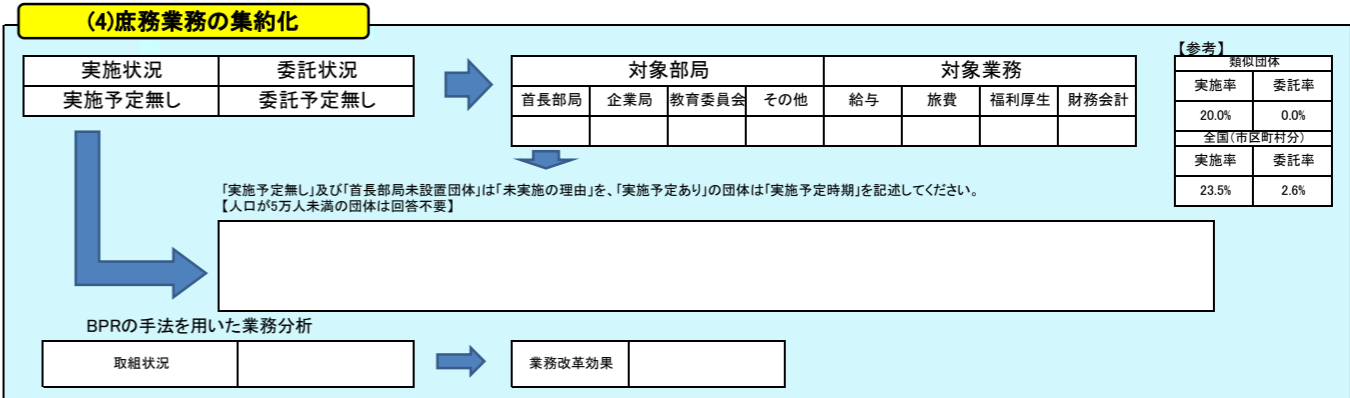 (4)庶務業務の集約化
実施状況 委託状況
実施予定無し 委託予定無し
対象部局 対象業務
首長部局 企業局 教育委員会 その他 給与 旅費 福利厚生 財務会計
【参考】
類似団体
実施率 委託率
20.0% 0.0%
全国(市区町村分)
実施率 委託率
23.5% 2.6%
「実施予定無し」及び「首長部局未設置団体」は「未実施の理由」を、「実施予定あり」の団体は「実施予定時期」を記述してください。
【人口が5万人未満の団体は回答不要】
BPRの手法を用いた業務分析
取組状況 業務改革効果